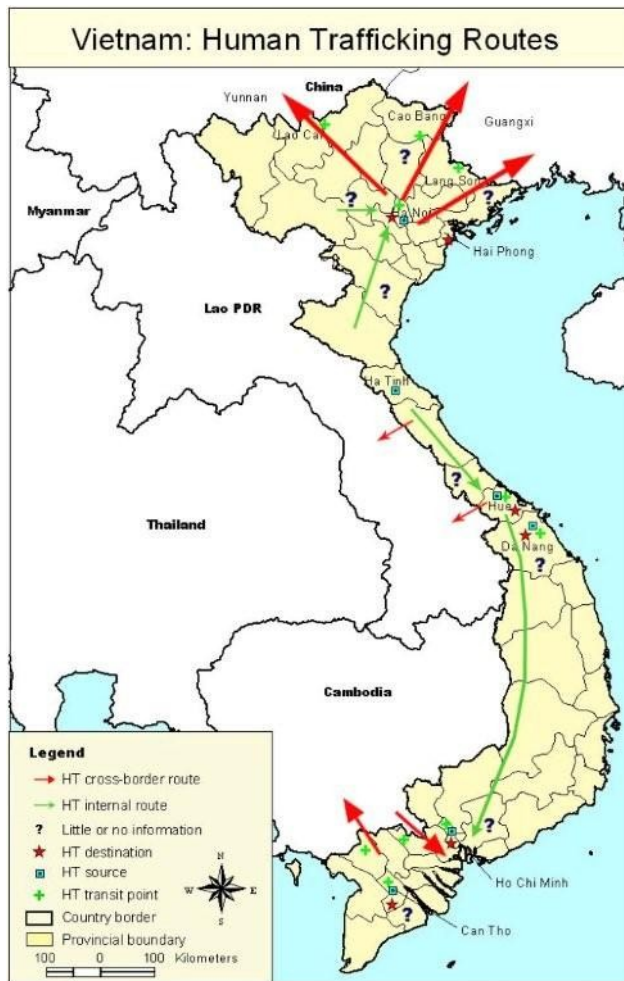 Vietnam: Human Trafficking Routes
China
Yunnan
Cao Bang
Guangxi
Lao Cai
Lang Son
Myanmar
Ha Noi
Hai Phong
Lao PDR
Ha Tinh
Thailand
Hue
Da Nang
Cambodia
Ho Chi Minh
Can Tho
Legend
HT cross-border route
HT internal route
? Little or no information
HT destination
HT source
HT transit point
Country border
Provincial boundary
N
W E
S
100 0 100 Kilometers
?
?
?
?
?
?
?
?